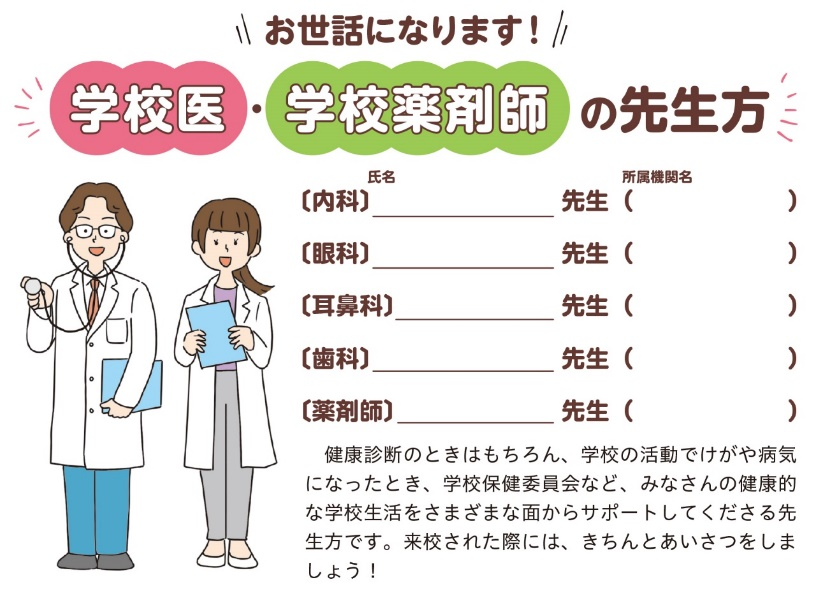 お世話になります!
学校医・学校薬剤師の先生方
氏名 所属機関名
〔内科〕 先生( )
〔眼科〕 先生( )
〔耳鼻科〕 先生( )
〔歯科〕 先生( )
〔薬剤師〕 先生( )
健康診断のときはもちろん、学校の活動でけがや病気
になったとき、学校保健委員会など、みなさんの健康的
な学校生活をさまざまな面からサポートしてくださる先
生方です。来校された際には、きちんとあいさつをしま
しょう!